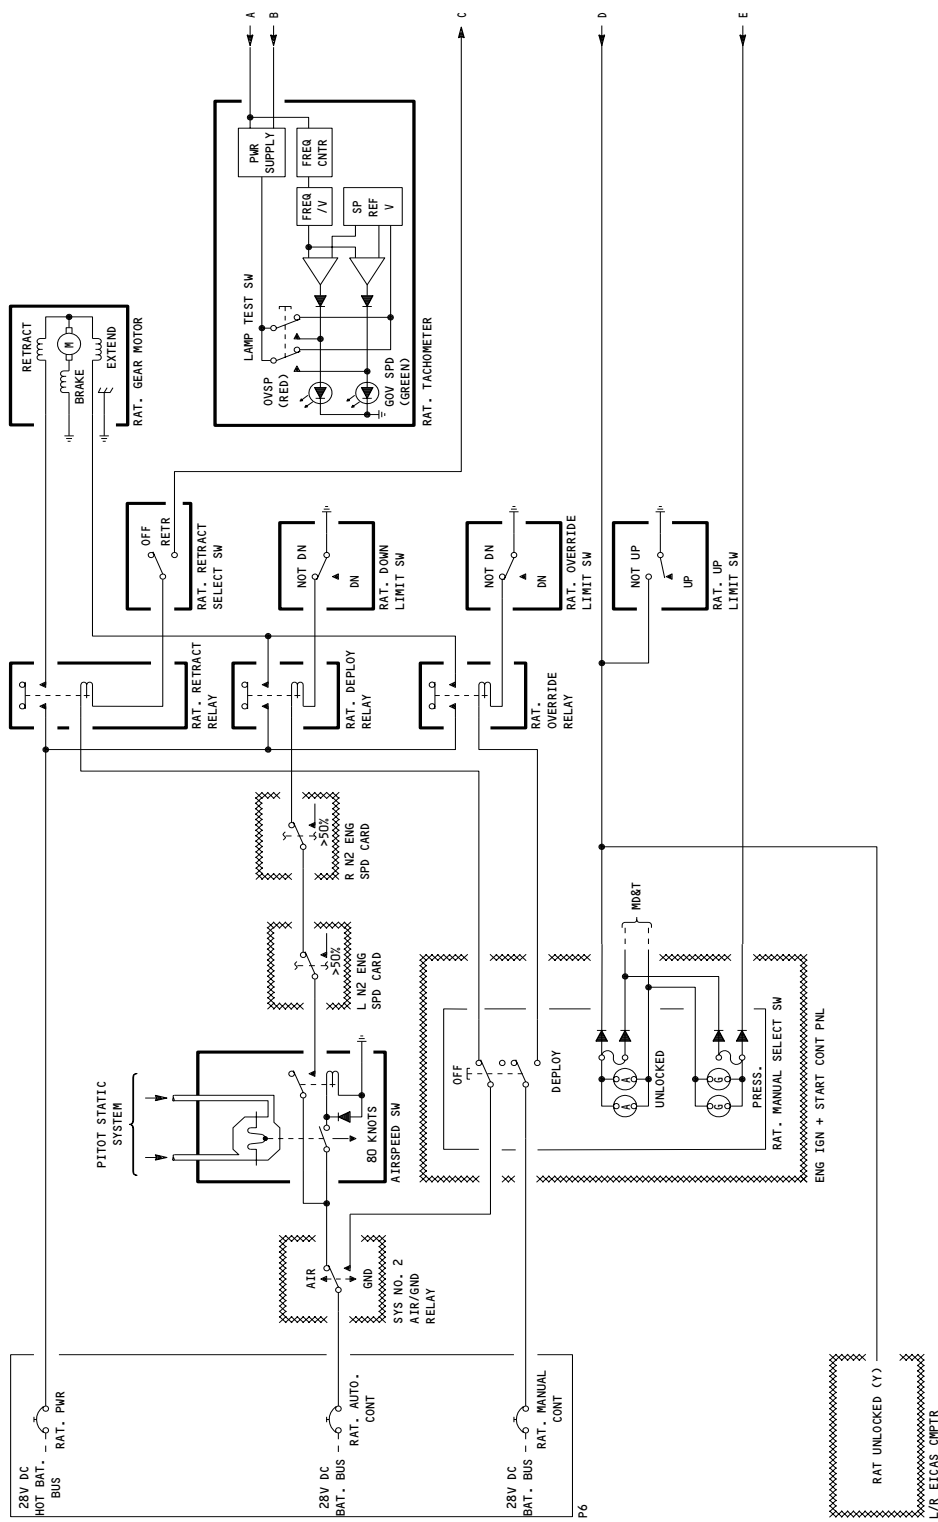 28V DC
HOT BAT.
BUS
RAT. PWR
28V DC
BAT. BUS
RAT. AUTO.
CONT
28V DC
BAT. BUS
RAT. MANUAL
CONT
P6
AIR
GND
SYS NO. 2
AIR/GND
RELAY
PITOT STATIC
SYSTEM
80 KNOTS
AIRSPEED SW
>50%
L N2 ENG
SPD CARD
>50%
R N2 ENG
SPD CARD
OFF
DEPLOY
A
A
UNLOCKED
G
G
PRESS.
RAT. MANUAL SELECT SW
ENG IGN + START CONT PNL
MD&T
RAT UNLOCKED (Y)
L/R EICAS CMPTR
RAT. RETRACT
RELAY
RAT. DEPLOY
RELAY
RAT.
OVERRIDE
RELAY
OFF
RETR
RAT. RETRACT
SELECT SW
NOT DN
DN
RAT. DOWN
LIMIT SW
NOT DN
DN
RAT. OVERRIDE
LIMIT SW
NOT UP
UP
RAT. UP
LIMIT SW
RETRACT
M
BRAKE
EXTEND
RAT. GEAR MOTOR
LAMP TEST SW
OVSP
(RED)
GOV SPD
(GREEN)
PWR
SUPPLY
FREQ
CNTR
FREQ
/V
SP
REF
V
RAT. TACHOMETER
A
B
C
D
E